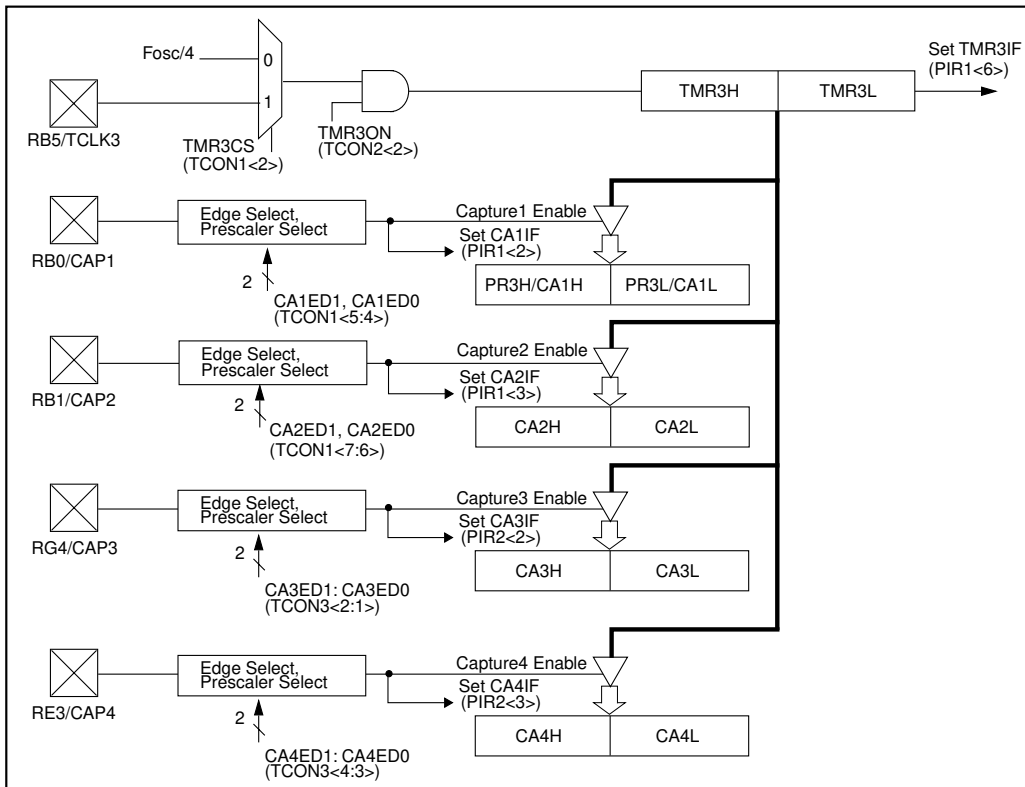 Fosc/4
0
1
RB5/TCLK3
TMR3CS
(TCON1<2>)
TMR3ON
(TCON2<2>)
TMR3H
TMR3L
Set TMR3IF
(PIR1<6>)
RB0/CAP1
Edge Select,
Prescaler Select
2
CA1ED1, CA1ED0
(TCON1<5:4>)
Capture1 Enable
Set CA1IF
(PIR1<2>)
PR3H/CA1H
PR3L/CA1L
RB1/CAP2
Edge Select,
Prescaler Select
2
CA2ED1, CA2ED0
(TCON1<7:6>)
Capture2 Enable
Set CA2IF
(PIR1<3>)
CA2H
CA2L
RG4/CAP3
Edge Select,
Prescaler Select
2
CA3ED1: CA3ED0
(TCON3<2:1>)
Capture3 Enable
Set CA3IF
(PIR2<2>)
CA3H
CA3L
RE3/CAP4
Edge Select,
Prescaler Select
2
CA4ED1: CA4ED0
(TCON3<4:3>)
Capture4 Enable
Set CA4IF
(PIR2<3>)
CA4H
CA4L